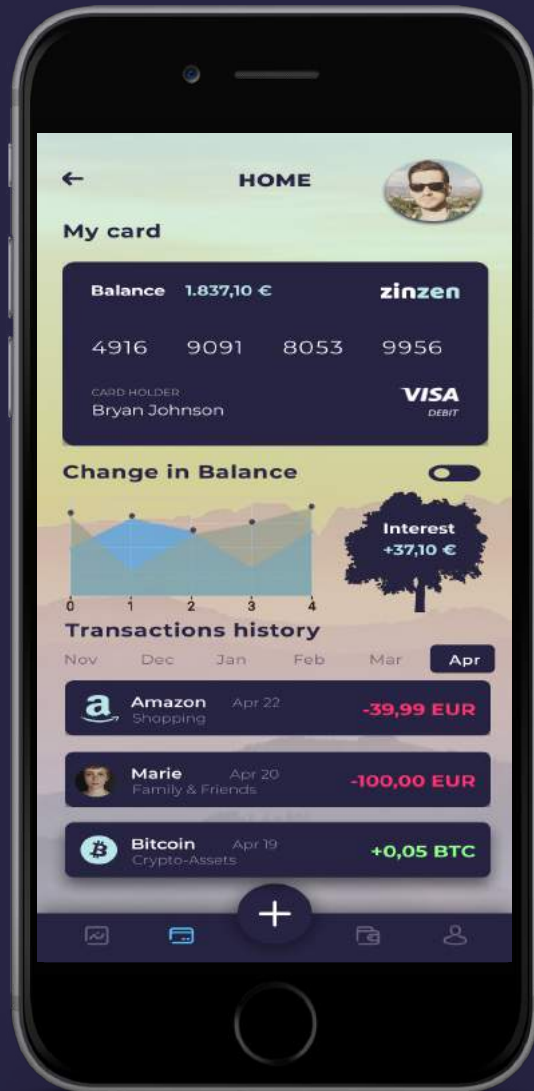 HOME
My card
Balance 1.837,10 € zinzen
4916 9091 8053 9956
CARD HOLDER
Bryan Johnson
VISA
DEBIT
Change in Balance
Interest
+37,10 €
0 1 2 3 4
Transactions history
Nov Dec Jan Feb Mar Apr
Amazon Apr 22
Shopping
-39,99 EUR
Marie Apr 20
Family & Friends
-100,00 EUR
Bitcoin Apr 19
Crypto-Assets
+0,05 BTC